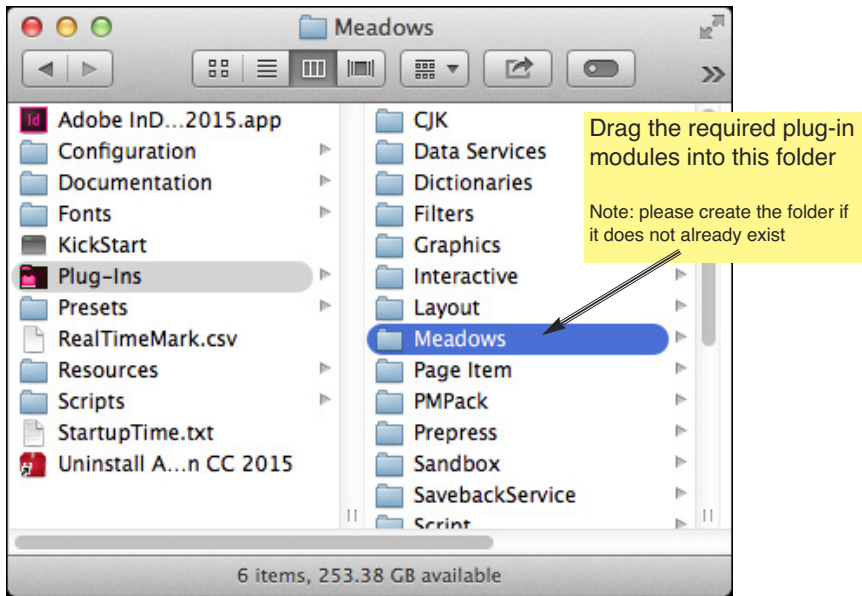 Meadows
Id
Adobe InD...2015.app
Configuration
Documentation
Fonts
KickStart
Plug-Ins
Presets
RealTimeMark.csv
Resources
Scripts
StartupTime.txt
Uninstall A...n CC 2015
CJK
Data Services
Dictionaries
Filters
Graphics
Interactive
Layout
Meadows
Page Item
PMPack
Prepress
Sandbox
SavebackService
Script
Drag the required plug-in
modules into this folder
Note: please create the folder if
it does not already exist
6 items, 253.38 GB available